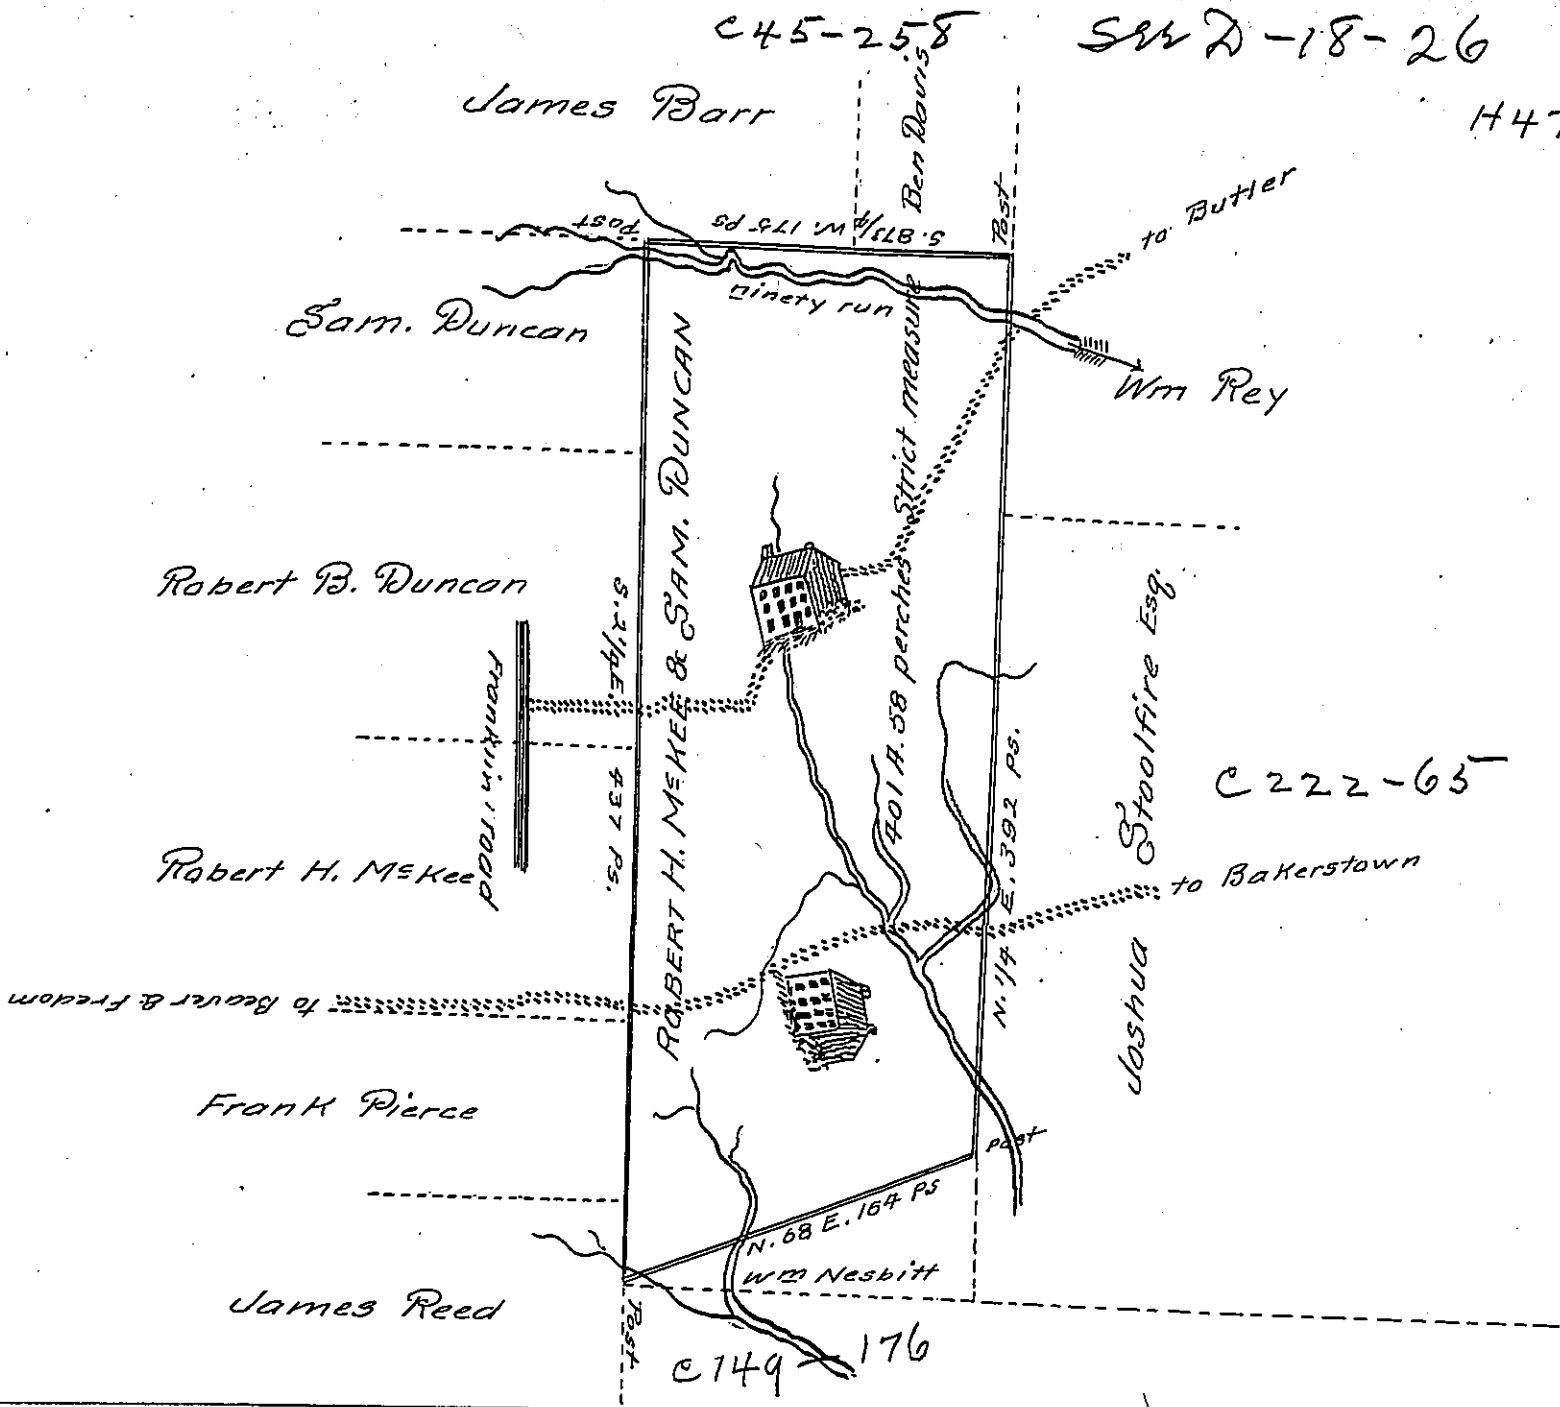 C45-258
See D-18-26
H47
James Barr
Ben Davis
Post
to Butler
Post
S. 87 3/4 W. 175 Ps
ninety run
Sam. Duncan
Wm Rey
Robert B. Duncan
S. 2 1/4 E.
437 Ps.
Franklin road
ROBERT H. McKEE & SAM. DUNCAN
401 A. 58 perches Strict measure
N. 1/4 E. 392 Ps.
Joshua Stoolfire Esq.
C222-65
Robert H. McKee
to Bakerstown
to Beaver & Fredom
Frank Pierce
Post
N. 68 E. 164 Ps
Wm Nesbitt
James Reed
Post
C149-176